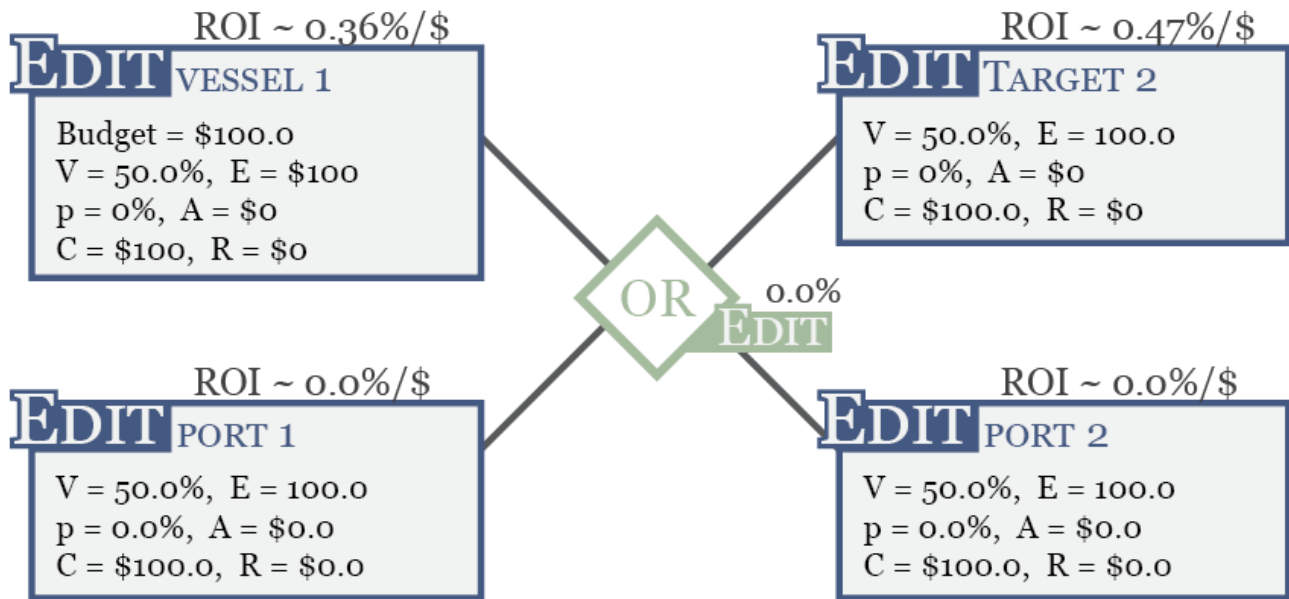 ROI ~ 0.36%/$
EDIT VESSEL 1
Budget = $100.0
V = 50.0%, E = $100
p = 0%, A = $0
C = $100, R = $0
ROI ~ 0.47%/$
EDIT TARGET 2
V = 50.0%, E = 100.0
p = 0%, A = $0
C = $100.0, R = $0
OR
0.0%
EDIT
ROI ~ 0.0%/$
EDIT PORT 1
V = 50.0%, E = 100.0
p = 0.0%, A = $0.0
C = $100.0, R = $0.0
ROI ~ 0.0%/$
EDIT PORT 2
V = 50.0%, E = 100.0
p = 0.0%, A = $0.0
C = $100.0, R = $0.0